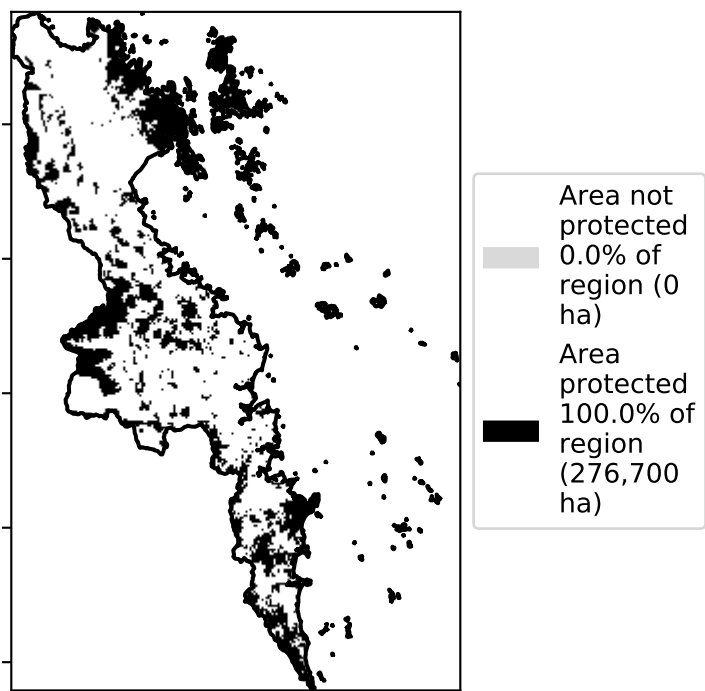 Area not
protected
0.0% of
region (0
ha)
Area
protected
100.0% of
region
(276,700
ha)